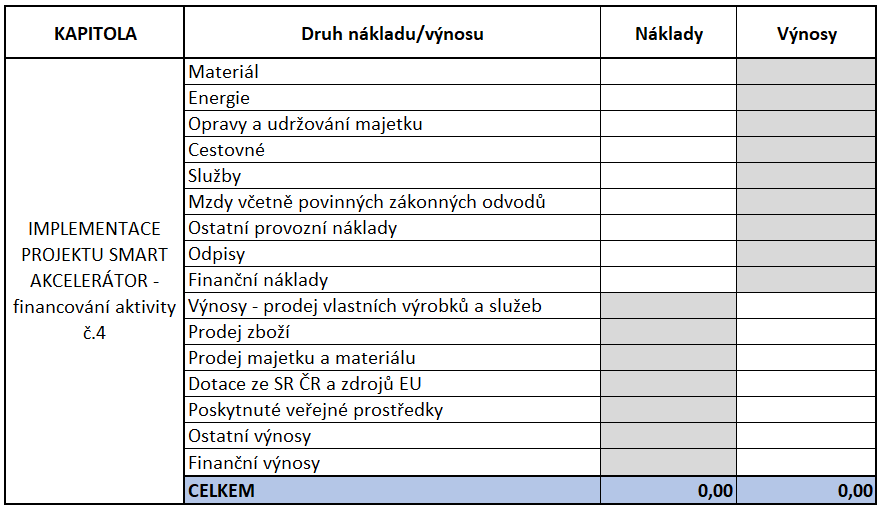 KAPITOLA Druh nákladu/výnosu Náklady Výnosy
Materiál
Energie
Opravy a udržování majetku
Cestovné
Služby
Mzdy včetně povinných zákonných odvodů
Ostatní provozní náklady
Odpisy
Finanční náklady
IMPLEMENTACE
PROJEKTU SMART
AKCELERÁTOR -
financování aktivity
č.4
Výnosy - prodej vlastních výrobků a služeb
Prodej zboží
Prodej majetku a materiálu
Dotace ze SR ČR a zdrojů EU
Poskytnuté veřejné prostředky
Ostatní výnosy
Finanční výnosy
CELKEM 0,00 0,00